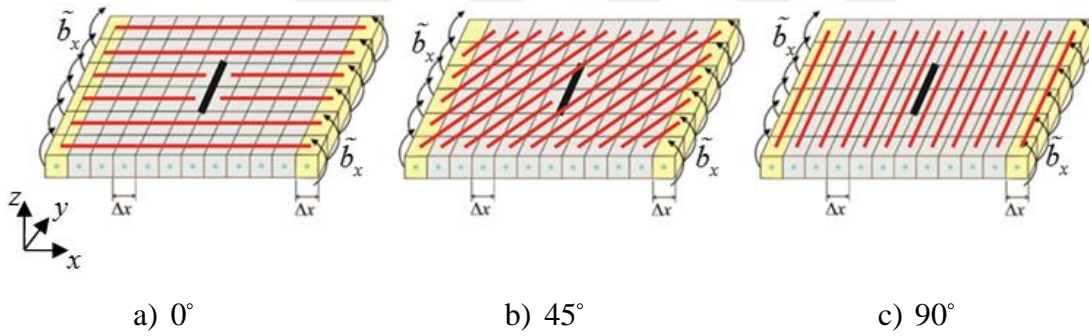 b̃ₓ b̃ₓ b̃ₓ
b̃ₓ b̃ₓ b̃ₓ
Δx Δx Δx Δx Δx Δx
z
y
x
a) 0° b) 45° c) 90°